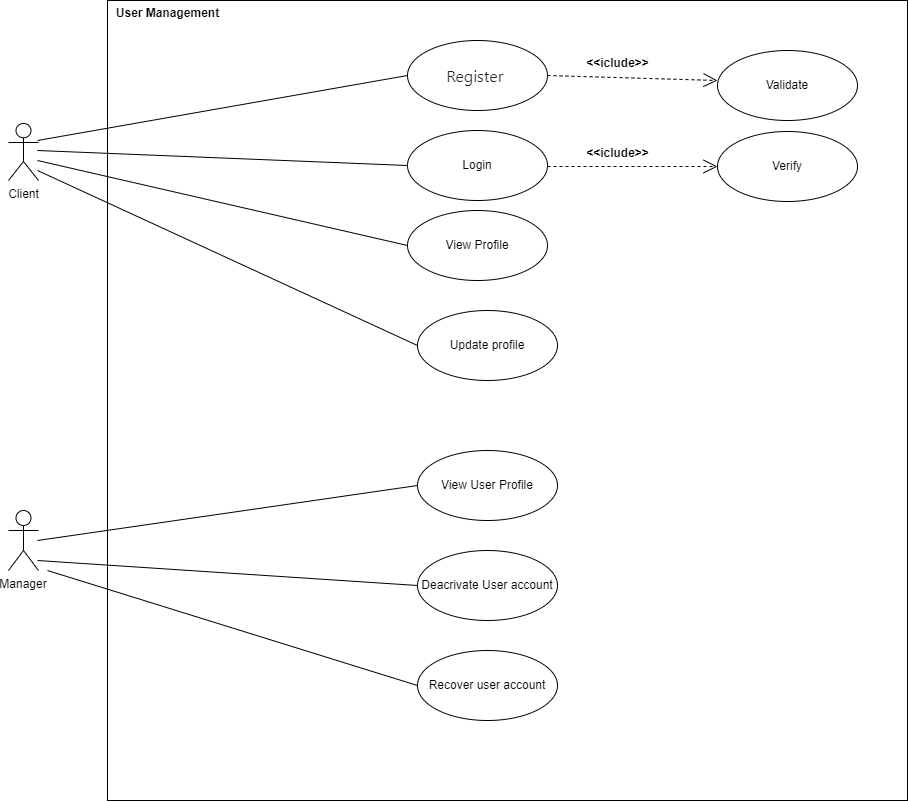 User Management
Register
<<iclude>>
Validate
Login
<<iclude>>
Verify
Client
View Profile
Update profile
View User Profile
Manager
Deacrivate User account
Recover user account